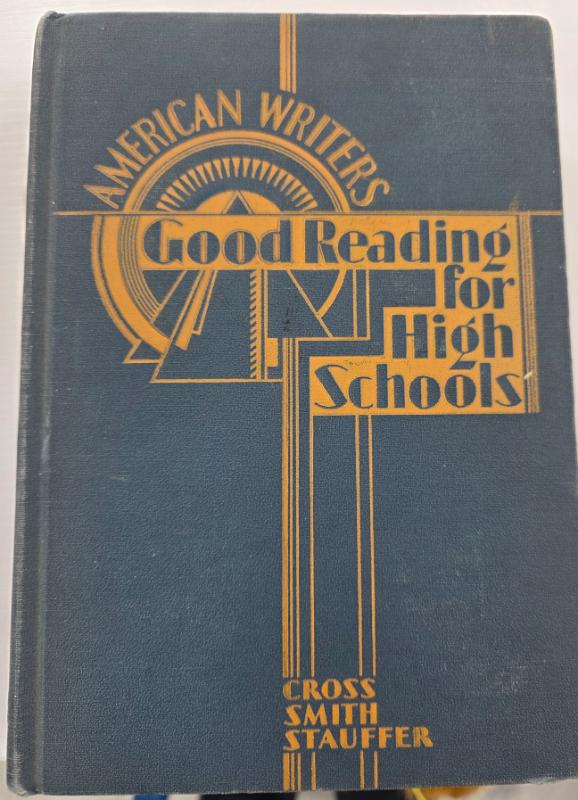 AMERICAN WRITERS
Good Reading
for
High
Schools
CROSS
SMITH
STAUFFER